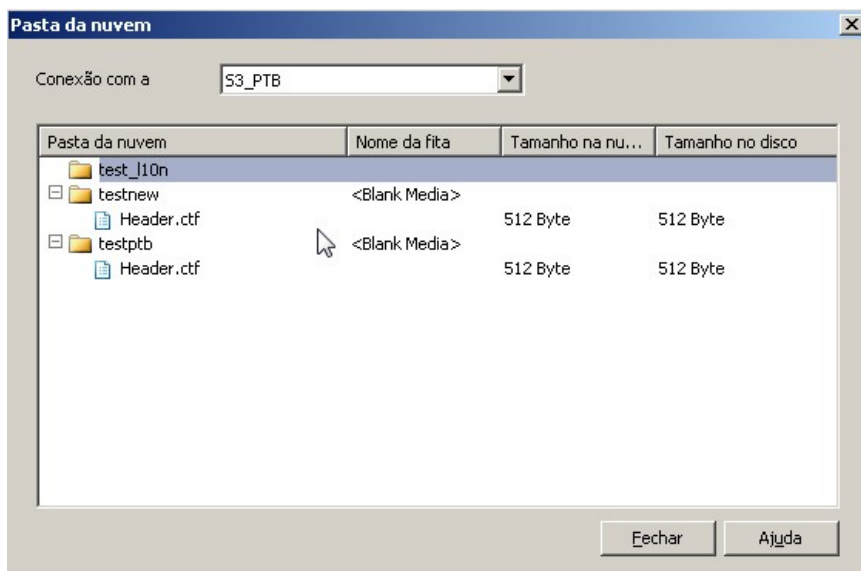 Pasta da nuvem
Conexão com a S3_PTB
Pasta da nuvem Nome da fita Tamanho na nu... Tamanho no disco
test_l10n
testnew <Blank Media>
Header.ctf 512 Byte 512 Byte
testptb <Blank Media>
Header.ctf 512 Byte 512 Byte
Fechar Ajuda